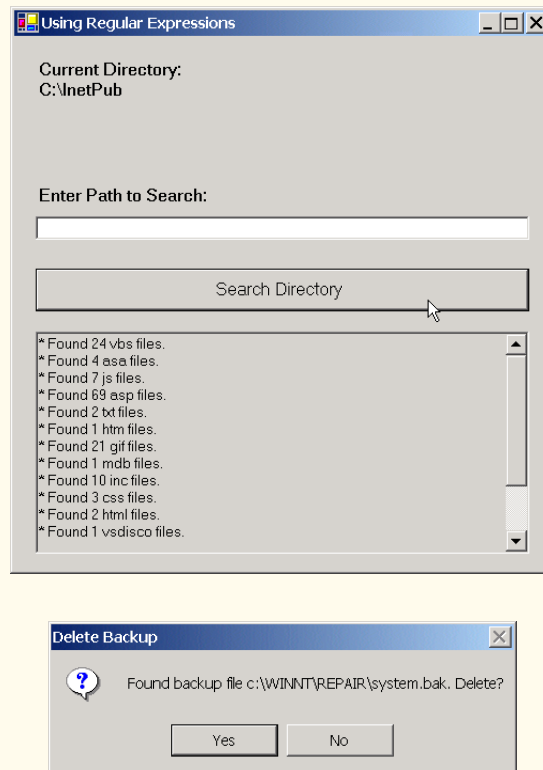 Using Regular Expressions
Current Directory:
C:\InetPub
Enter Path to Search:
Search Directory
* Found 24 vbs files.
* Found 4 asa files.
* Found 7 js files.
* Found 69 asp files.
* Found 2 txt files.
* Found 1 htm files.
* Found 21 gif files.
* Found 1 mdb files.
* Found 10 inc files.
* Found 3 css files.
* Found 2 html files.
* Found 1 vsdisco files.
Delete Backup
Found backup file c:\WINNT\REPAIR\system.bak. Delete?
Yes
No